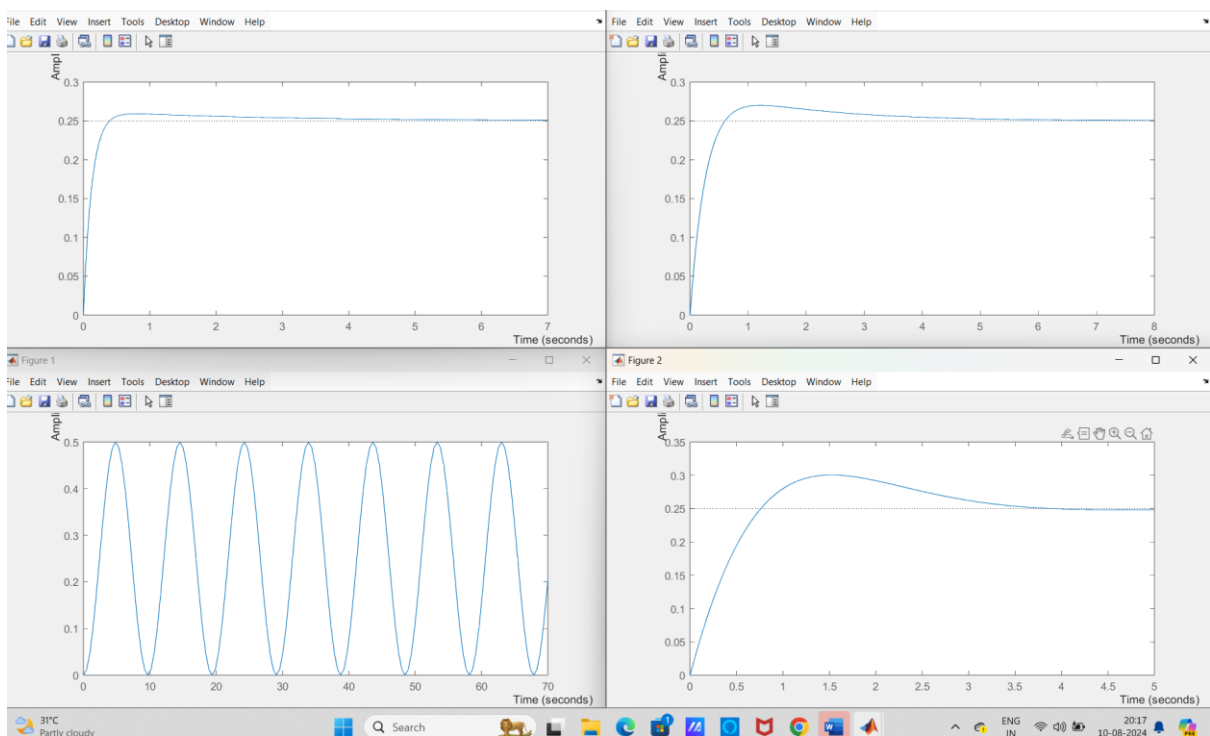 File Edit View Insert Tools Desktop Window Help
Ampl
0.3
0.25
0.2
0.15
0.1
0.05
0
0 1 2 3 4 5 6 7
Time (seconds)
File Edit View Insert Tools Desktop Window Help
Ampli
0.3
0.25
0.2
0.15
0.1
0.05
0
0 1 2 3 4 5 6 7 8
Time (seconds)
Figure 1
File Edit View Insert Tools Desktop Window Help
Ampli
0.5
0.4
0.3
0.2
0.1
0
0 10 20 30 40 50 60 70
Time (seconds)
Figure 2
File Edit View Insert Tools Desktop Window Help
Ampli
0.35
0.3
0.25
0.2
0.15
0.1
0.05
0
0 0.5 1 1.5 2 2.5 3 3.5 4 4.5 5
Time (seconds)
31°C
Partly cloudy
Search
1
ENG
IN
20:17
10-08-2024